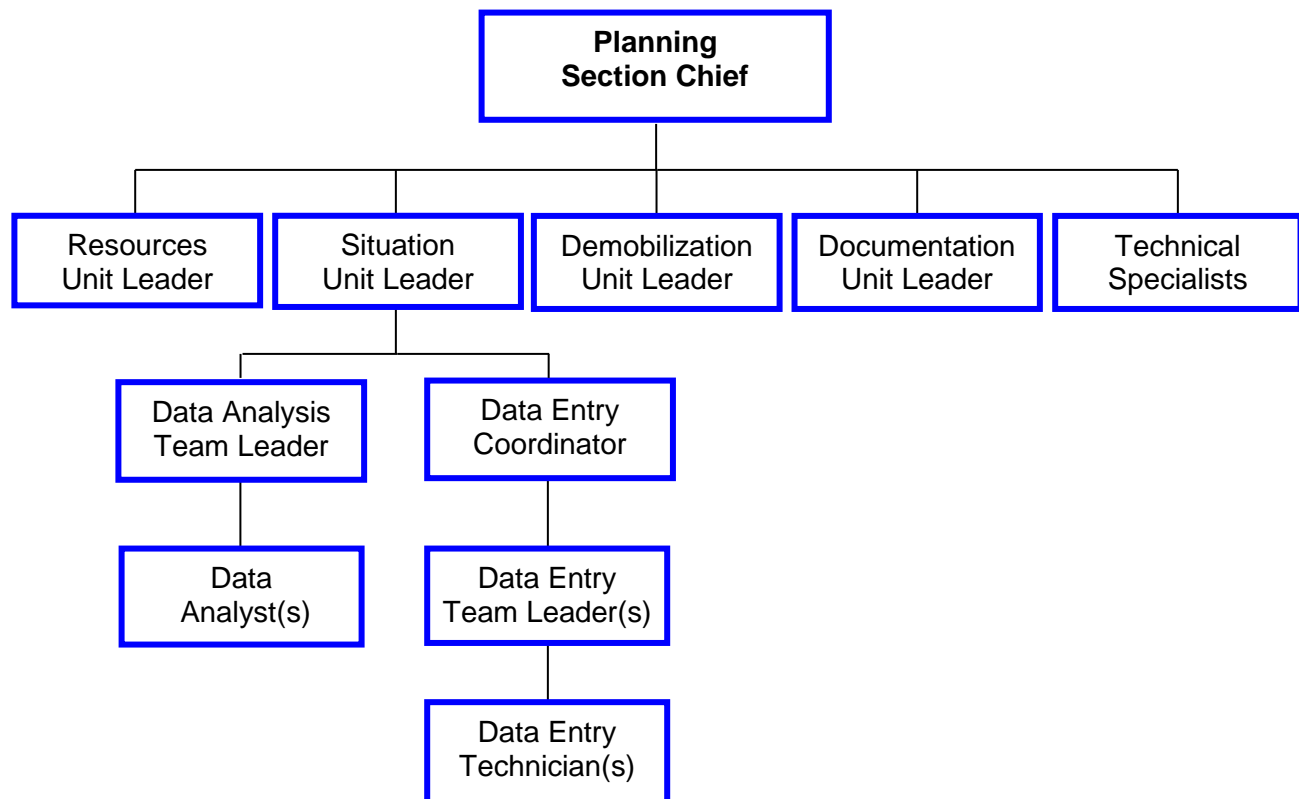 Planning
Section Chief
Resources
Unit Leader
Situation
Unit Leader
Demobilization
Unit Leader
Documentation
Unit Leader
Technical
Specialists
Data Analysis
Team Leader
Data Entry
Coordinator
Data
Analyst(s)
Data Entry
Team Leader(s)
Data Entry
Technician(s)